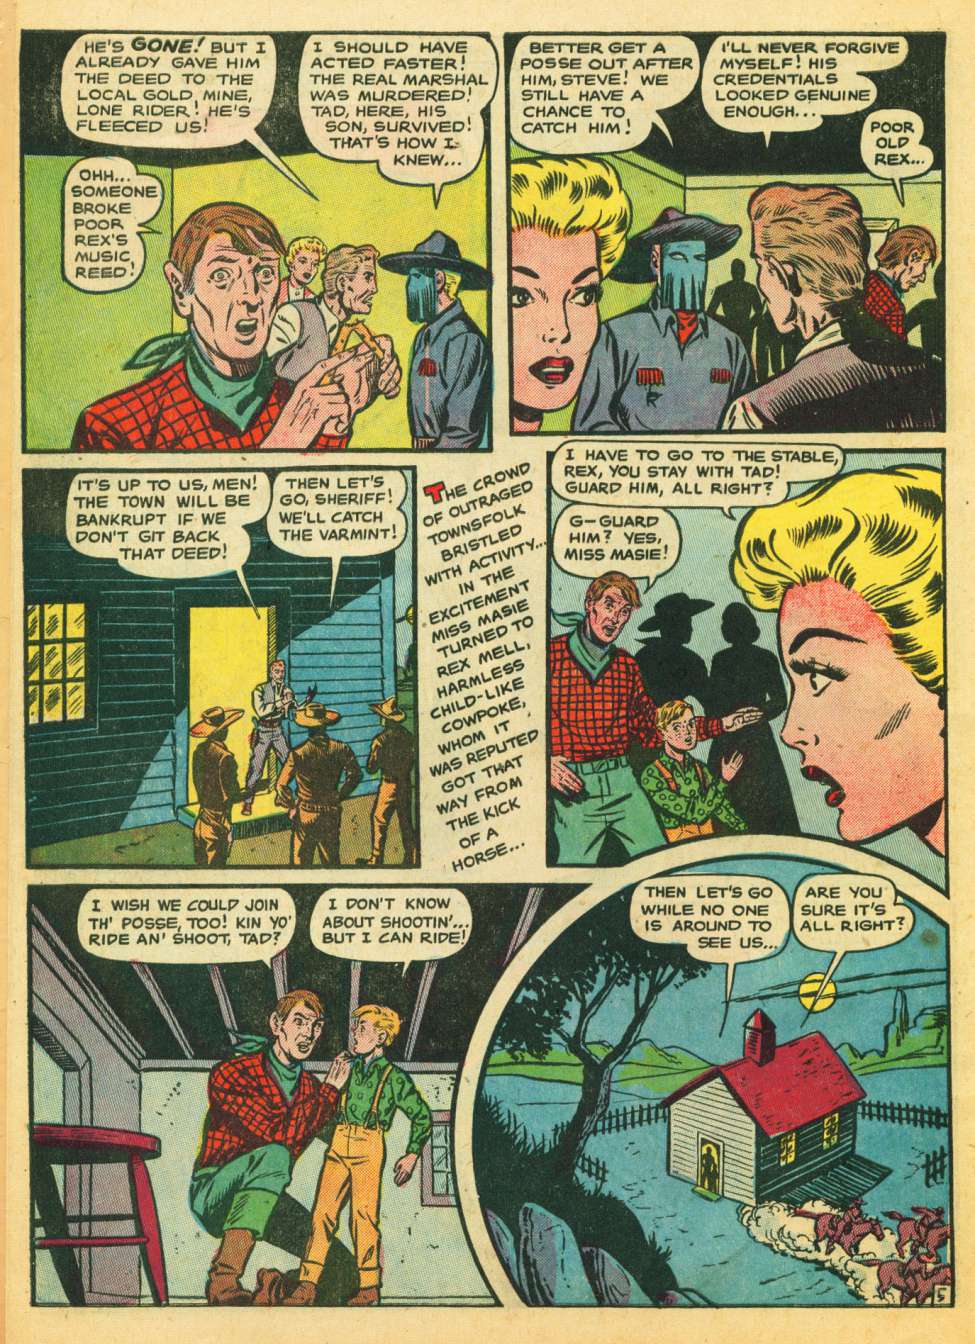 HE'S GONE! BUT I
ALREADY GAVE HIM
THE DEED TO THE
LOCAL GOLD MINE,
LONE RIDER! HE'S
FLEECED US!
I SHOULD HAVE
ACTED FASTER!
THE REAL MARSHAL
WAS MURDERED!
TAD, HERE, HIS
SON, SURVIVED!
THAT'S HOW I
KNEW...
OHH...
SOMEONE
BROKE
POOR
REX'S
MUSIC
REED!
BETTER GET A
POSSE OUT AFTER
HIM, STEVE! WE
STILL HAVE A
CHANCE TO
CATCH HIM!
I'LL NEVER FORGIVE
MYSELF! HIS
CREDENTIALS
LOOKED GENUINE
ENOUGH...
POOR
OLD
REX...
IT'S UP TO US, MEN!
THE TOWN WILL BE
BANKRUPT IF WE
DON'T GIT BACK
THAT DEED!
THEN LET'S
GO, SHERIFF!
WE'LL CATCH
THE VARMINT!
THE CROWD
OF OUTRAGED
TOWNSFOLK
BRISTLED
WITH ACTIVITY...
IN THE
EXCITEMENT
MISS MASIE
TURNED TO
REX MELL,
HARMLESS
CHILD-LIKE
COWPOKE,
WHOM IT
WAS REPUTED
GOT THAT
WAY FROM
THE KICK
OF A
HORSE...
I HAVE TO GO TO THE STABLE,
REX, YOU STAY WITH TAD!
GUARD HIM, ALL RIGHT?
G-GUARD
HIM? YES,
MISS MASIE!
I WISH WE COULD JOIN
TH' POSSE, TOO! KIN YO'
RIDE AN' SHOOT, TAD?
I DON'T KNOW
ABOUT SHOOTIN'...
BUT I CAN RIDE!
THEN LET'S GO
WHILE NO ONE
IS AROUND TO
SEE US...
ARE YOU
SURE IT'S
ALL RIGHT?
5